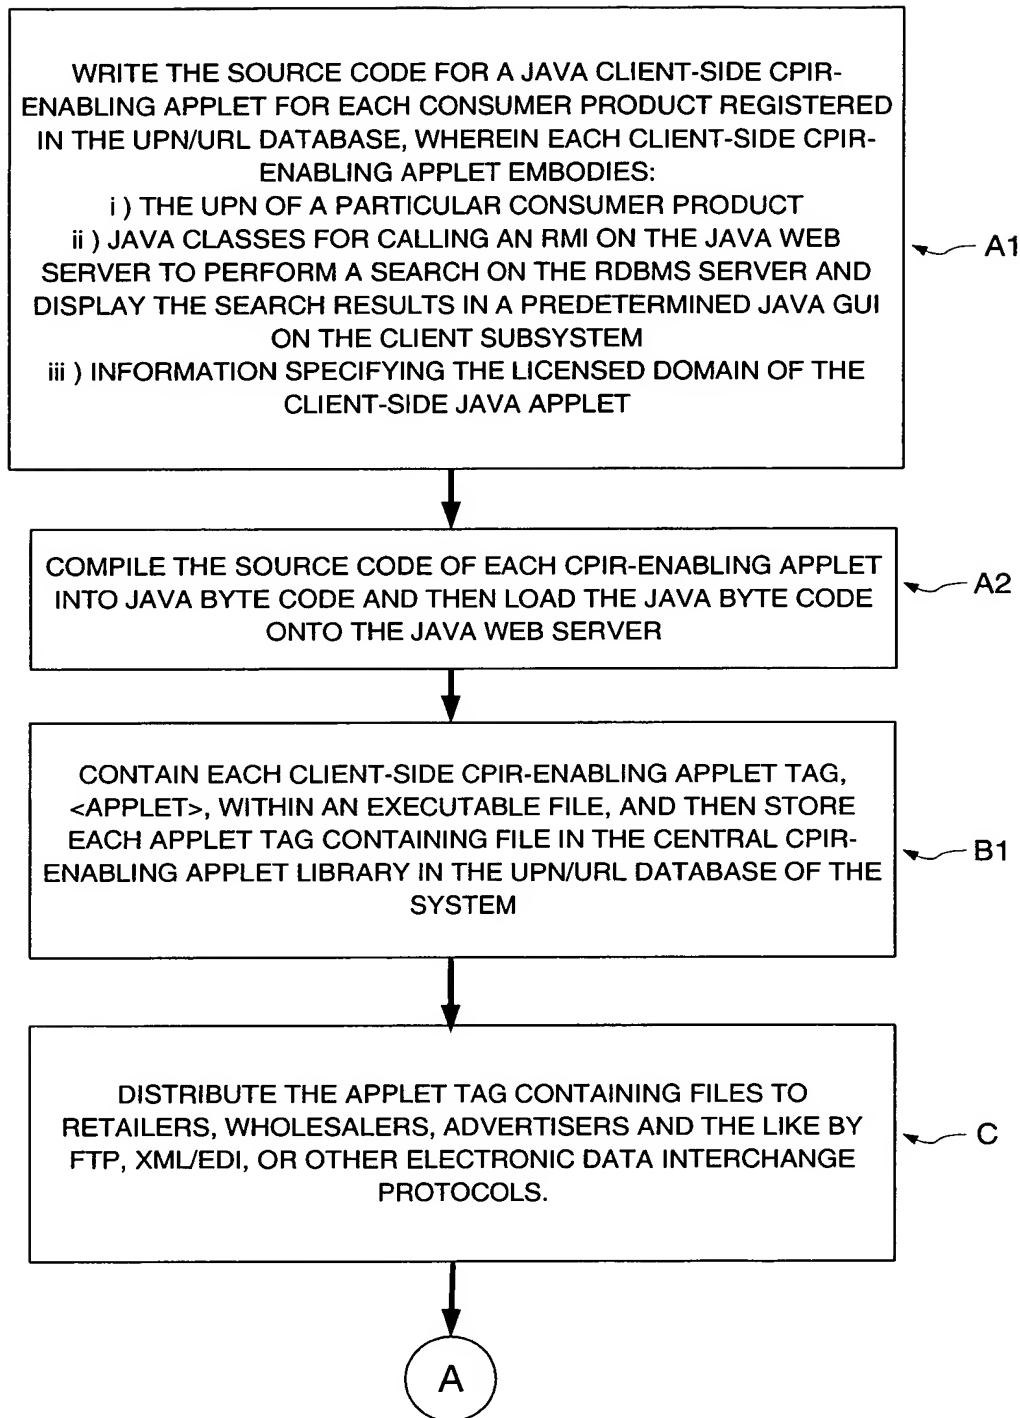 WRITE THE SOURCE CODE FOR A JAVA CLIENT-SIDE CPIR-
ENABLING APPLET FOR EACH CONSUMER PRODUCT REGISTERED
IN THE UPN/URL DATABASE, WHEREIN EACH CLIENT-SIDE CPIR-
ENABLING APPLET EMBODIES:
i ) THE UPN OF A PARTICULAR CONSUMER PRODUCT
ii ) JAVA CLASSES FOR CALLING AN RMI ON THE JAVA WEB
SERVER TO PERFORM A SEARCH ON THE RDBMS SERVER AND
DISPLAY THE SEARCH RESULTS IN A PREDETERMINED JAVA GUI
ON THE CLIENT SUBSYSTEM
iii ) INFORMATION SPECIFYING THE LICENSED DOMAIN OF THE
CLIENT-SIDE JAVA APPLET
A1
COMPILE THE SOURCE CODE OF EACH CPIR-ENABLING APPLET
INTO JAVA BYTE CODE AND THEN LOAD THE JAVA BYTE CODE
ONTO THE JAVA WEB SERVER
A2
CONTAIN EACH CLIENT-SIDE CPIR-ENABLING APPLET TAG,
<APPLET>, WITHIN AN EXECUTABLE FILE, AND THEN STORE
EACH APPLET TAG CONTAINING FILE IN THE CENTRAL CPIR-
ENABLING APPLET LIBRARY IN THE UPN/URL DATABASE OF THE
SYSTEM
B1
DISTRIBUTE THE APPLET TAG CONTAINING FILES TO
RETAILERS, WHOLESALERS, ADVERTISERS AND THE LIKE BY
FTP, XML/EDI, OR OTHER ELECTRONIC DATA INTERCHANGE
PROTOCOLS.
C
A